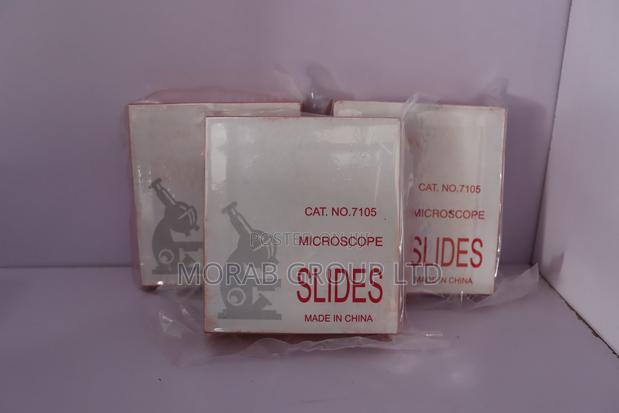 CAT. NO.7105
MICROSCOPE
SLIDES
MADE IN CHINA
CAT. NO.7105
MICROSCOPE
SLIDES
MADE IN CHINA
MORAB GROUP LTD